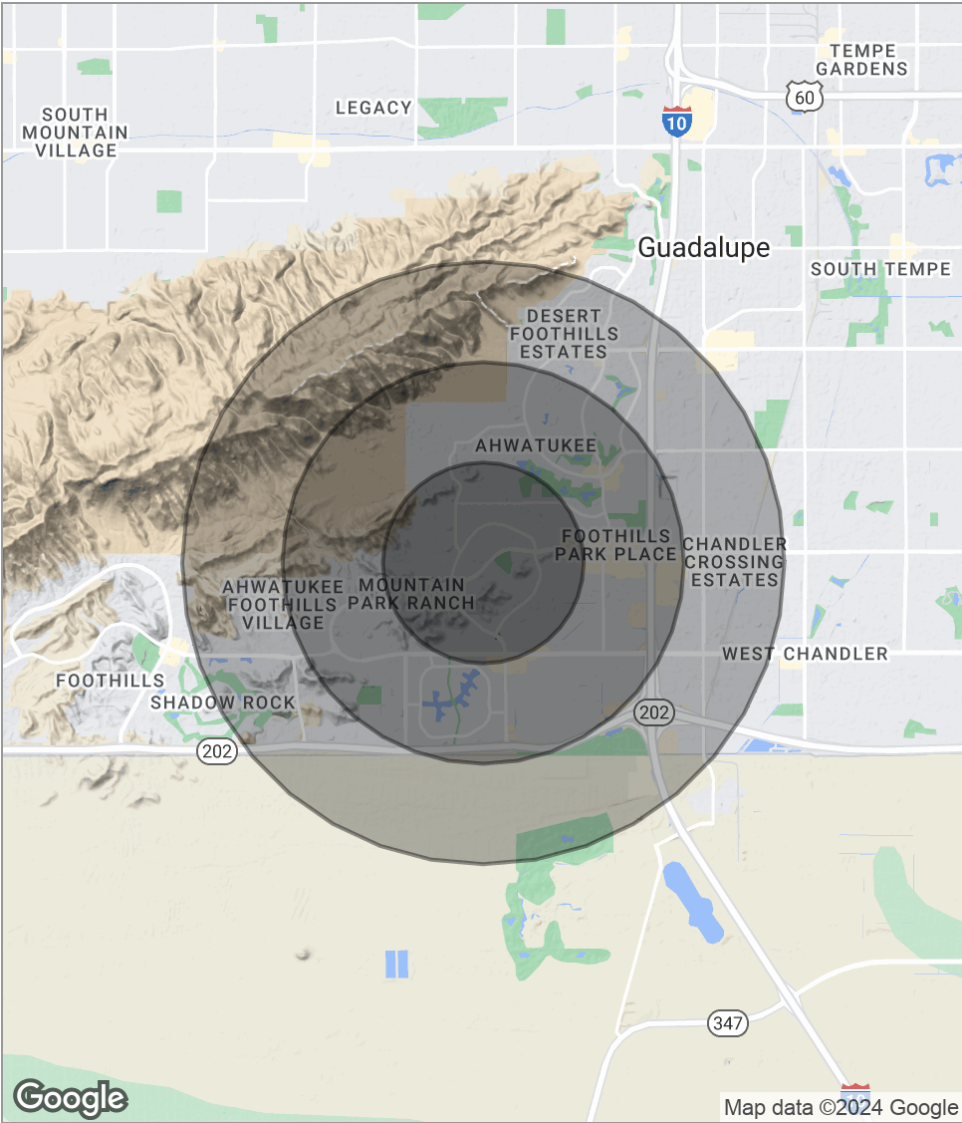 TEMPE
GARDENS
60
LEGACY
SOUTH
MOUNTAIN
VILLAGE
10
Guadalupe
SOUTH TEMPE
DESERT
FOOTHILLS
ESTATES
AHWATUKEE
FOOTHILLS
PARK PLACE
CHANDLER
CROSSING
ESTATES
AHWATUKEE
FOOTHILLS
VILLAGE
MOUNTAIN
PARK RANCH
WEST CHANDLER
FOOTHILLS
SHADOW ROCK
202
202
347
10
Google
Map data ©2024 Google